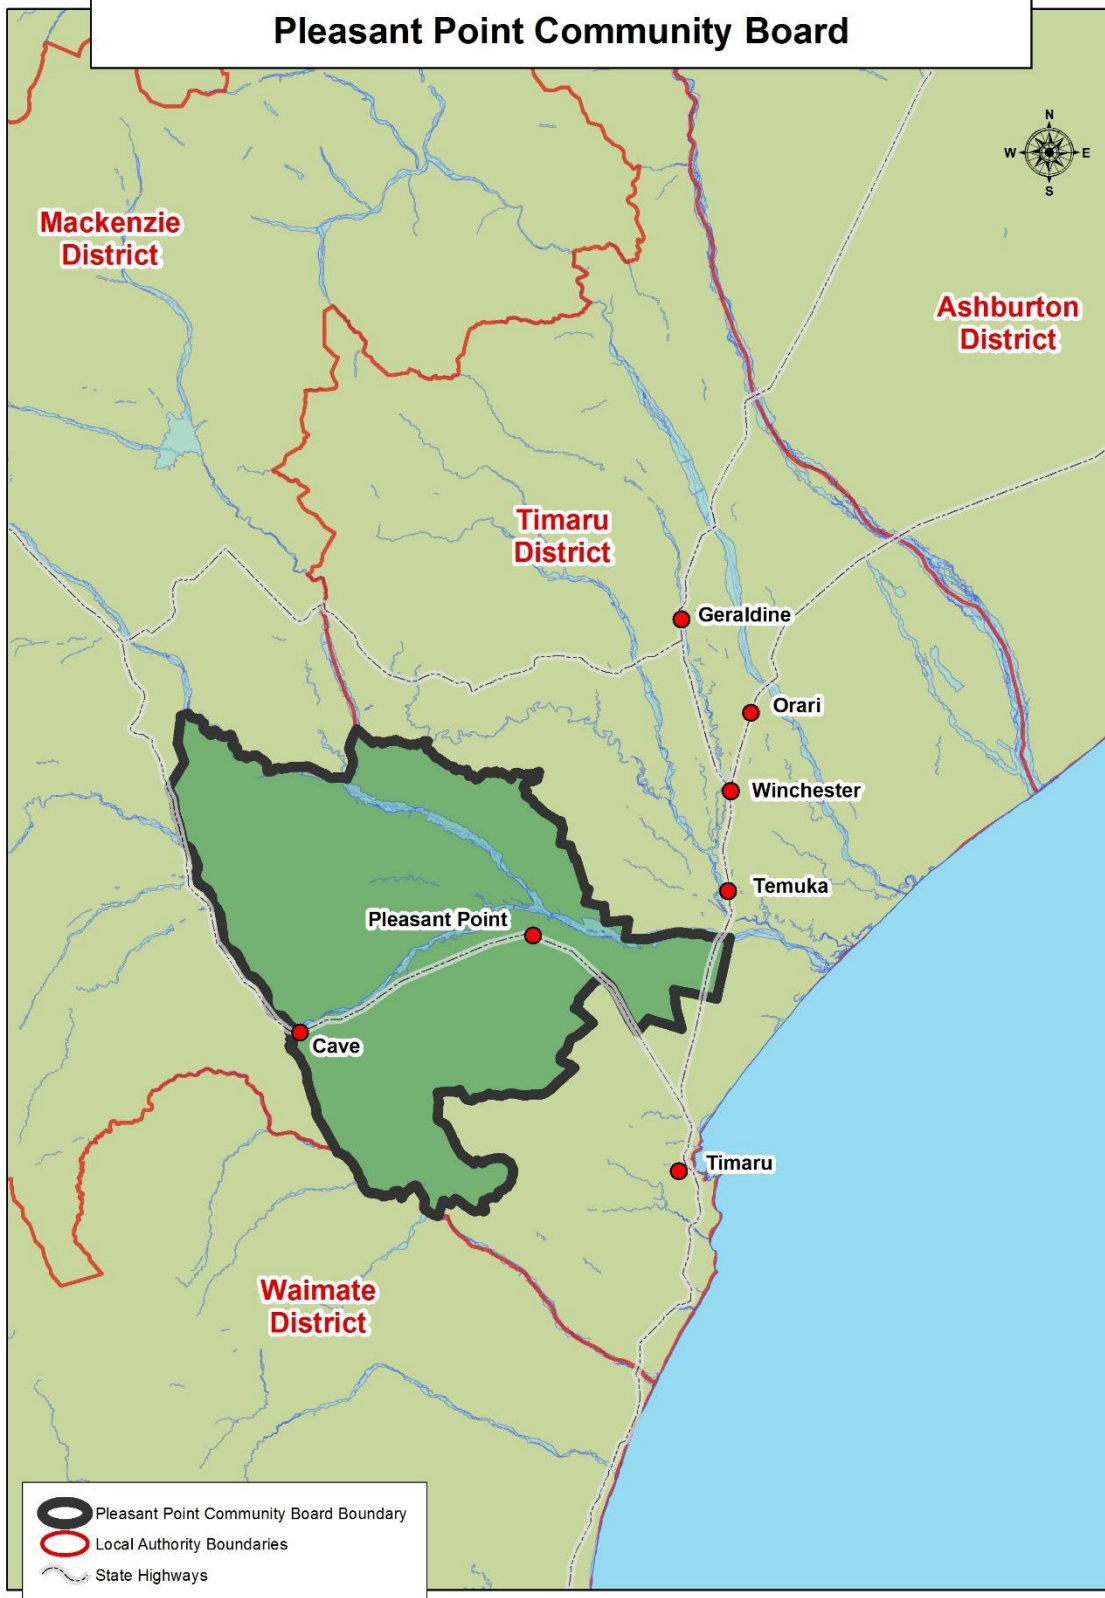 Pleasant Point Community Board
N
W E
S
Mackenzie
District
Ashburton
District
Timaru
District
Geraldine
Orari
Winchester
Temuka
Pleasant Point
Cave
Timaru
Waimate
District
Pleasant Point Community Board Boundary
Local Authority Boundaries
State Highways